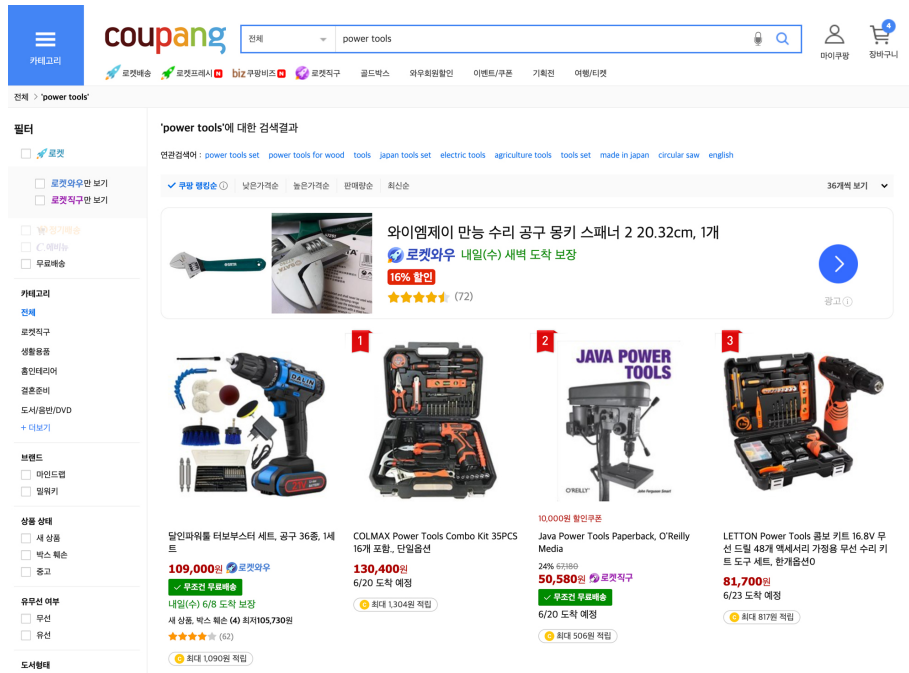 카테고리
coupang
전체
power tools
마이쿠팡
4
장바구니
로켓배송
로켓프레시 N
biz 쿠팡비즈 N
로켓직구
골드박스
와우회원할인
이벤트/쿠폰
기획전
여행/티켓
전체 > 'power tools'
필터
로켓
로켓와우만 보기
로켓직구만 보기
무료배송
카테고리
전체
로켓직구
생활용품
홈인테리어
결혼준비
도서/음반/DVD
+ 더보기
브랜드
마인드랩
밀워키
상품 상태
새 상품
박스 훼손
중고
유무선 여부
무선
유선
도서형태
'power tools'에 대한 검색결과
연관검색어 : power tools set power tools for wood tools japan tools set electric tools agriculture tools tools set made in japan circular saw english
쿠팡 랭킹순
낮은가격순
높은가격순
판매량순
최신순
36개씩 보기
와이엠제이 만능 수리 공구 몽키 스패너 2 20.32cm, 1개
로켓와우 내일(수) 새벽 도착 보장
16% 할인
(72)
광고
달인파워툴 터보부스터 세트, 공구 36종, 1세
트
109,000원 로켓와우
무조건 무료배송
내일(수) 6/8 도착 보장
새 상품, 박스 훼손 (4) 최저105,730원
(62)
최대 1,090원 적립
1
COLMAX Power Tools Combo Kit 35PCS
16개 포함., 단일옵션
130,400원
6/20 도착 예정
최대 1,304원 적립
2
JAVA POWER
TOOLS
O'REILLY
John Ferguson Smart
10,000원 할인쿠폰
Java Power Tools Paperback, O'Reilly
Media
24% 67,180
50,580원 로켓직구
무조건 무료배송
6/20 도착 예정
최대 506원 적립
3
LETTON Power Tools 콤보 키트 16.8V 무
선 드릴 48개 액세서리 가정용 무선 수리 키
트 도구 세트, 한개옵션0
81,700원
6/23 도착 예정
최대 817원 적립